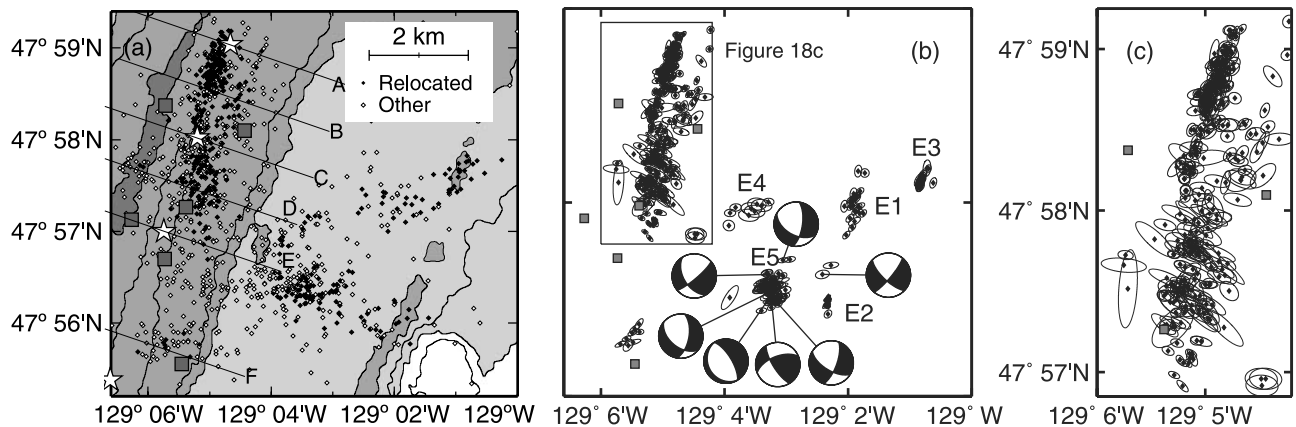 (a)
2 km
Relocated
Other
A
B
C
D
E
F
47° 59'N
47° 58'N
47° 57'N
47° 56'N
129° 06'W
129° 04'W
129° 02'W
129° W
(b)
Figure 18c
E3
E4
E1
E5
E2
129° 6'W
129° 4'W
129° 2'W
129° W
(c)
47° 59'N
47° 58'N
47° 57'N
129° 6'W
129° 5'W